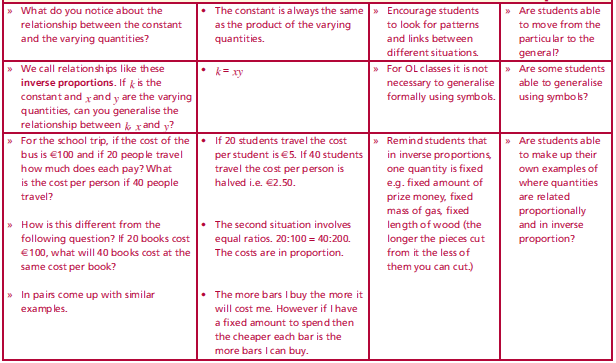 » What do you notice about the
relationship between the constant
and the varying quantities?
• The constant is always the same
as the product of the varying
quantities.
» Encourage students
to look for patterns
and links between
different situations.
» Are students able
to move from the
particular to the
general?
» We call relationships like these
inverse proportions. If k is the
constant and x and y are the varying
quantities, can you generalise the
relationship between k, x and y?
• k = xy
» For OL classes it is not
necessary to generalise
formally using symbols.
» Are some students
able to generalise
using symbols?
» For the school trip, if the cost of the
bus is €100 and if 20 people travel
how much does each pay? What
is the cost per person if 40 people
travel?
» How is this different from the
following question? If 20 books cost
€100, what will 40 books cost at the
same cost per book?
» In pairs come up with similar
examples.
• If 20 students travel the cost
per student is €5. If 40 students
travel the cost per person is
halved i.e. €2.50.
• The second situation involves
equal ratios. 20:100 = 40:200.
The costs are in proportion.
• The more bars I buy the more it
will cost me. However if I have
a fixed amount to spend then
the cheaper each bar is the
more bars I can buy.
» Remind students that
in inverse proportions,
one quantity is fixed
e.g. fixed amount of
prize money, fixed
mass of gas, fixed
length of wood (the
longer the pieces cut
from it the less of
them you can cut.)
» Are students able
to make up their
own examples of
where quantities
are related
proportionally
and in inverse
proportion?